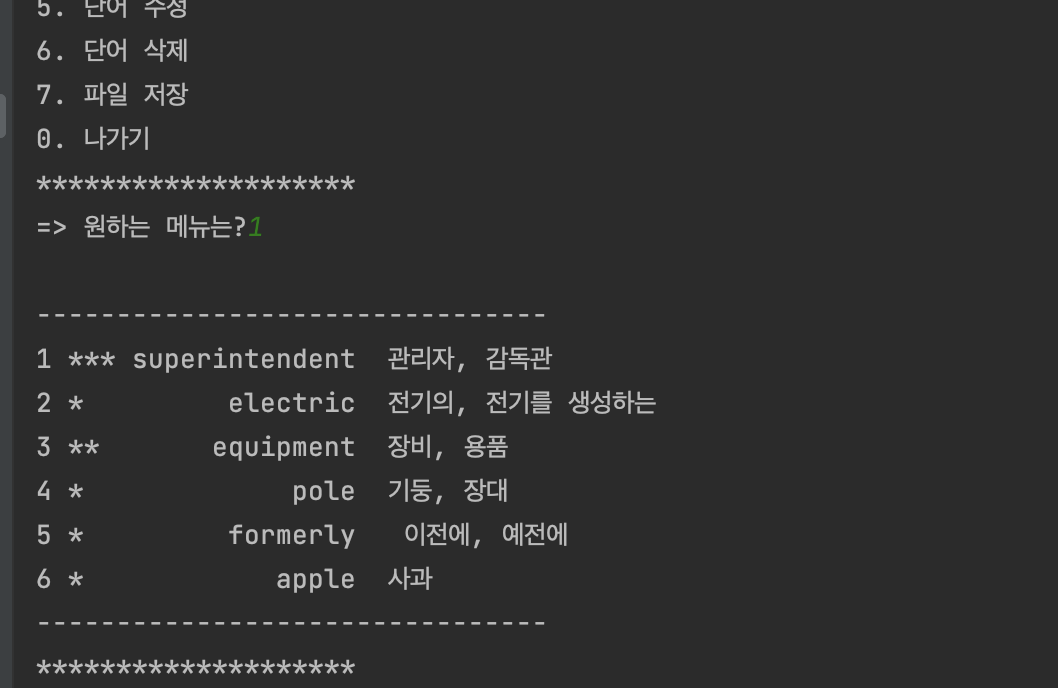 5. 단어 수정
6. 단어 삭제
7. 파일 저장
0. 나가기
********************
=> 원하는 메뉴는?1
--------------------------------
1 *** superintendent  관리자, 감독관
2 *         electric  전기의, 전기를 생성하는
3 **       equipment  장비, 용품
4 *             pole  기둥, 장대
5 *         formerly   이전에, 예전에
6 *            apple  사과
--------------------------------
********************